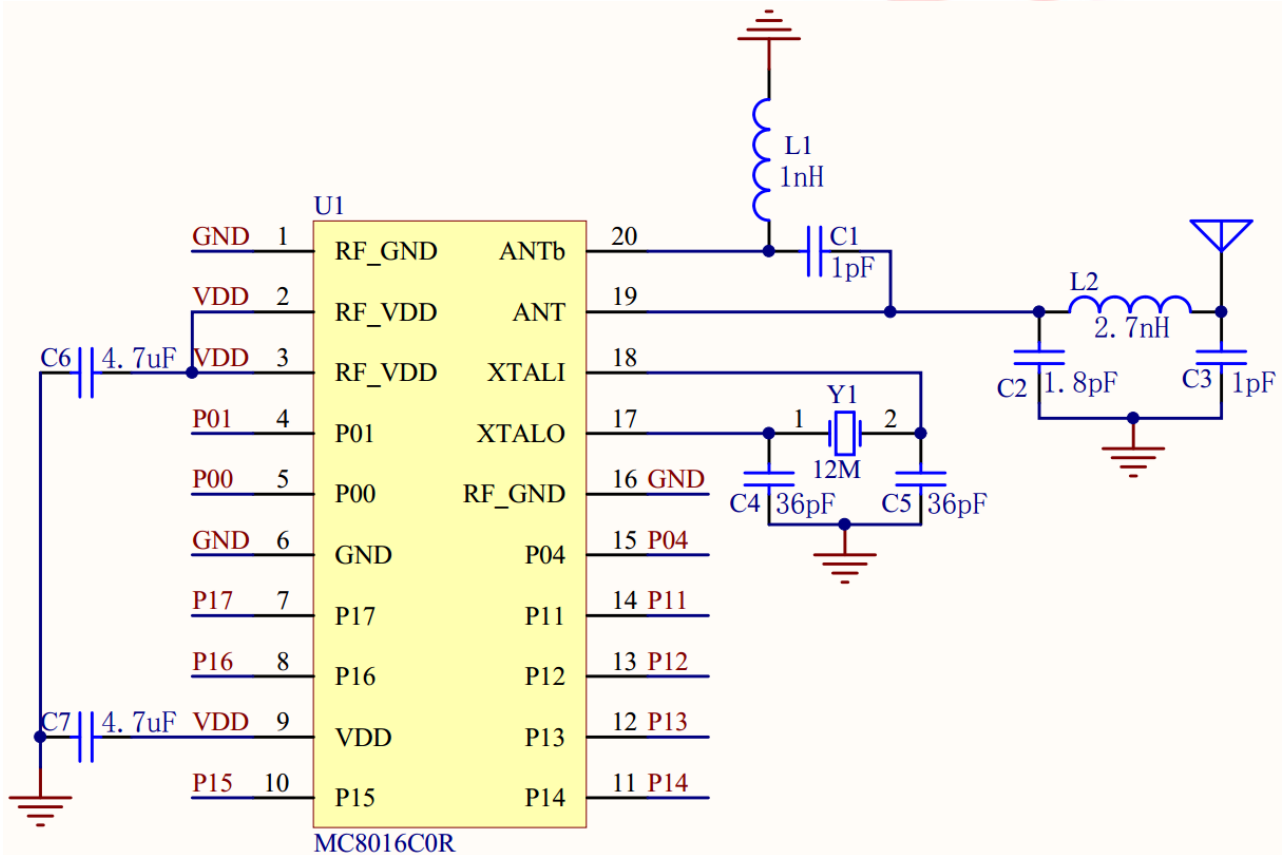 L1
1nH
U1
GND 1 RF_GND ANTb 20
C1
1pF
VDD 2 RF_VDD ANT 19
L2
2.7nH
C6 4.7uF VDD 3 RF_VDD XTALI 18
C2 1.8pF C3 1pF
P01 4 P01 XTALO 17
1 Y1 2
12M
P00 5 P00 RF_GND 16 GND
C4 36pF C5 36pF
GND 6 GND P04 15 P04
P17 7 P17 P11 14 P11
P16 8 P16 P12 13 P12
C7 4.7uF VDD 9 VDD P13 12 P13
P15 10 P15 P14 11 P14
MC8016C0R